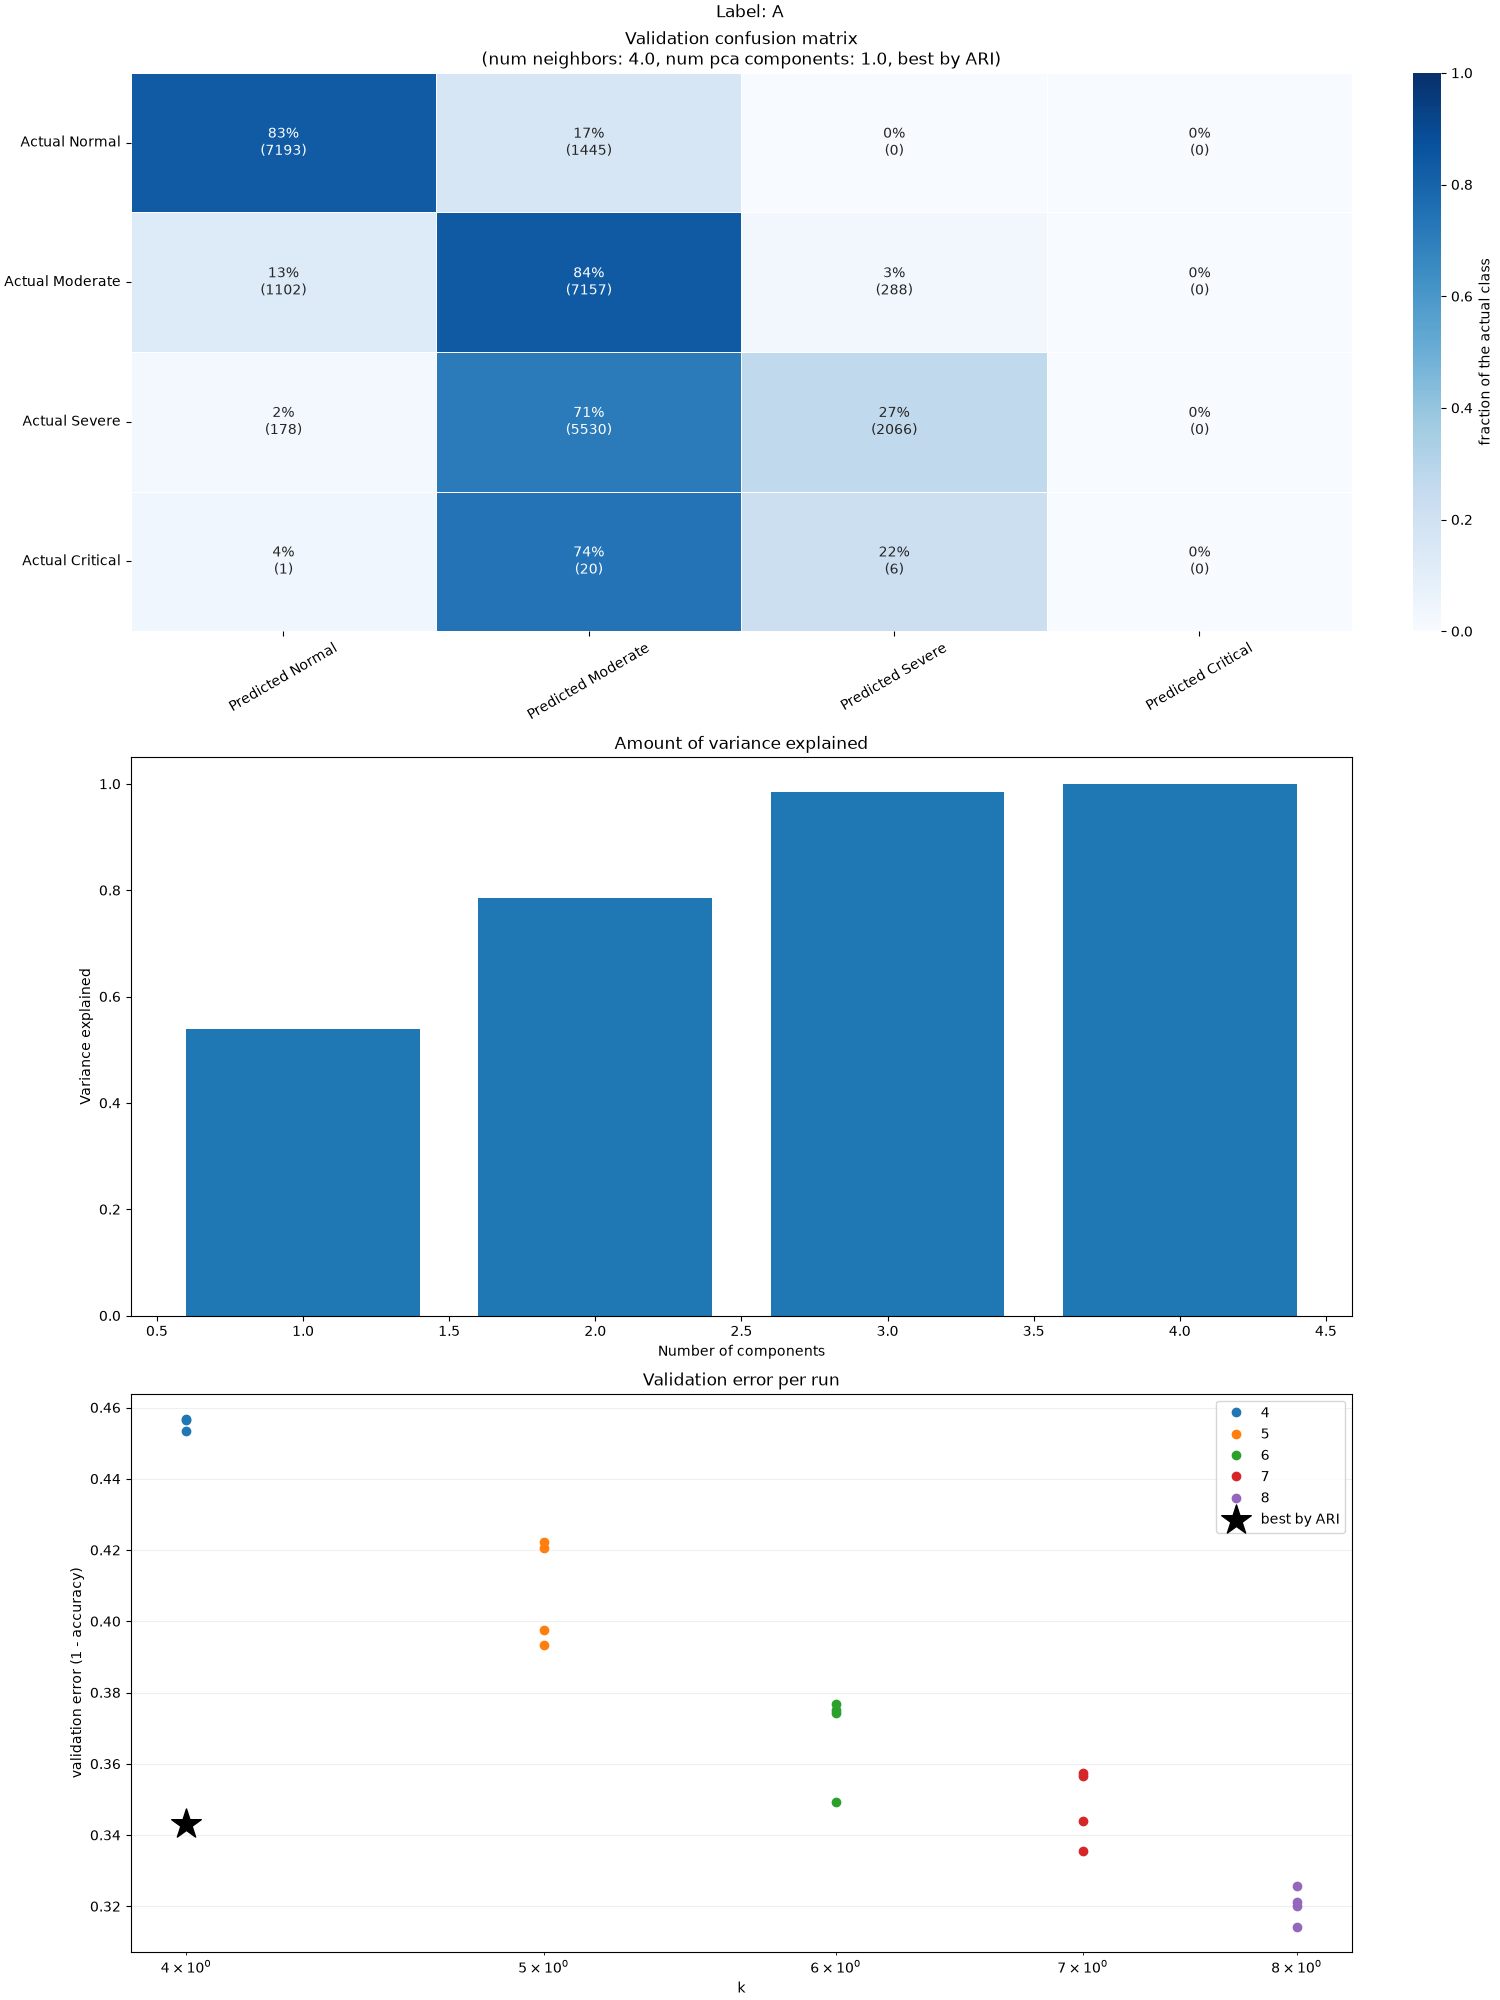 Label: A
Validation confusion matrix
(num neighbors: 4.0, num pca components: 1.0, best by ARI)
Actual Normal
83%
(7193)
17%
(1445)
0%
(0)
0%
(0)
Actual Moderate
13%
(1102)
84%
(7157)
3%
(288)
0%
(0)
Actual Severe
2%
(178)
71%
(5530)
27%
(2066)
0%
(0)
Actual Critical
4%
(1)
74%
(20)
22%
(6)
0%
(0)
Predicted Normal
Predicted Moderate
Predicted Severe
Predicted Critical
1.0
0.8
0.6
0.4
0.2
0.0
fraction of the actual class
Amount of variance explained
Variance explained
1.0
0.8
0.6
0.4
0.2
0.0
0.5 1.0 1.5 2.0 2.5 3.0 3.5 4.0 4.5
Number of components
Validation error per run
validation error (1 - accuracy)
0.46
0.44
0.42
0.40
0.38
0.36
0.34
0.32
4
5
6
7
8
best by ARI
4 × 10⁰ 5 × 10⁰ 6 × 10⁰ 7 × 10⁰ 8 × 10⁰
k